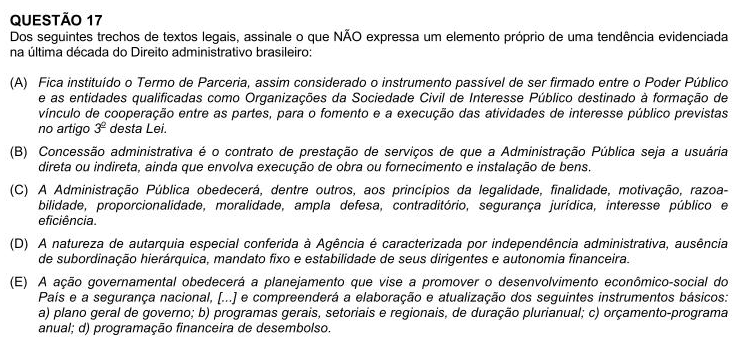 QUESTÃO 17
Dos seguintes trechos de textos legais, assinale o que NÃO expressa um elemento próprio de uma tendência evidenciada
na última década do Direito administrativo brasileiro:
(A) Fica instituído o Termo de Parceria, assim considerado o instrumento passível de ser firmado entre o Poder Público
e as entidades qualificadas como Organizações da Sociedade Civil de Interesse Público destinado à formação de
vínculo de cooperação entre as partes, para o fomento e a execução das atividades de interesse público previstas
no artigo 3º desta Lei.
(B) Concessão administrativa é o contrato de prestação de serviços de que a Administração Pública seja a usuária
direta ou indireta, ainda que envolva execução de obra ou fornecimento e instalação de bens.
(C) A Administração Pública obedecerá, dentre outros, aos princípios da legalidade, finalidade, motivação, razoa-
bilidade, proporcionalidade, moralidade, ampla defesa, contraditório, segurança jurídica, interesse público e
eficiência.
(D) A natureza de autarquia especial conferida à Agência é caracterizada por independência administrativa, ausência
de subordinação hierárquica, mandato fixo e estabilidade de seus dirigentes e autonomia financeira.
(E) A ação governamental obedecerá a planejamento que vise a promover o desenvolvimento econômico-social do
País e a segurança nacional, [...] e compreenderá a elaboração e atualização dos seguintes instrumentos básicos:
a) plano geral de governo; b) programas gerais, setoriais e regionais, de duração plurianual; c) orçamento-programa
anual; d) programação financeira de desembolso.